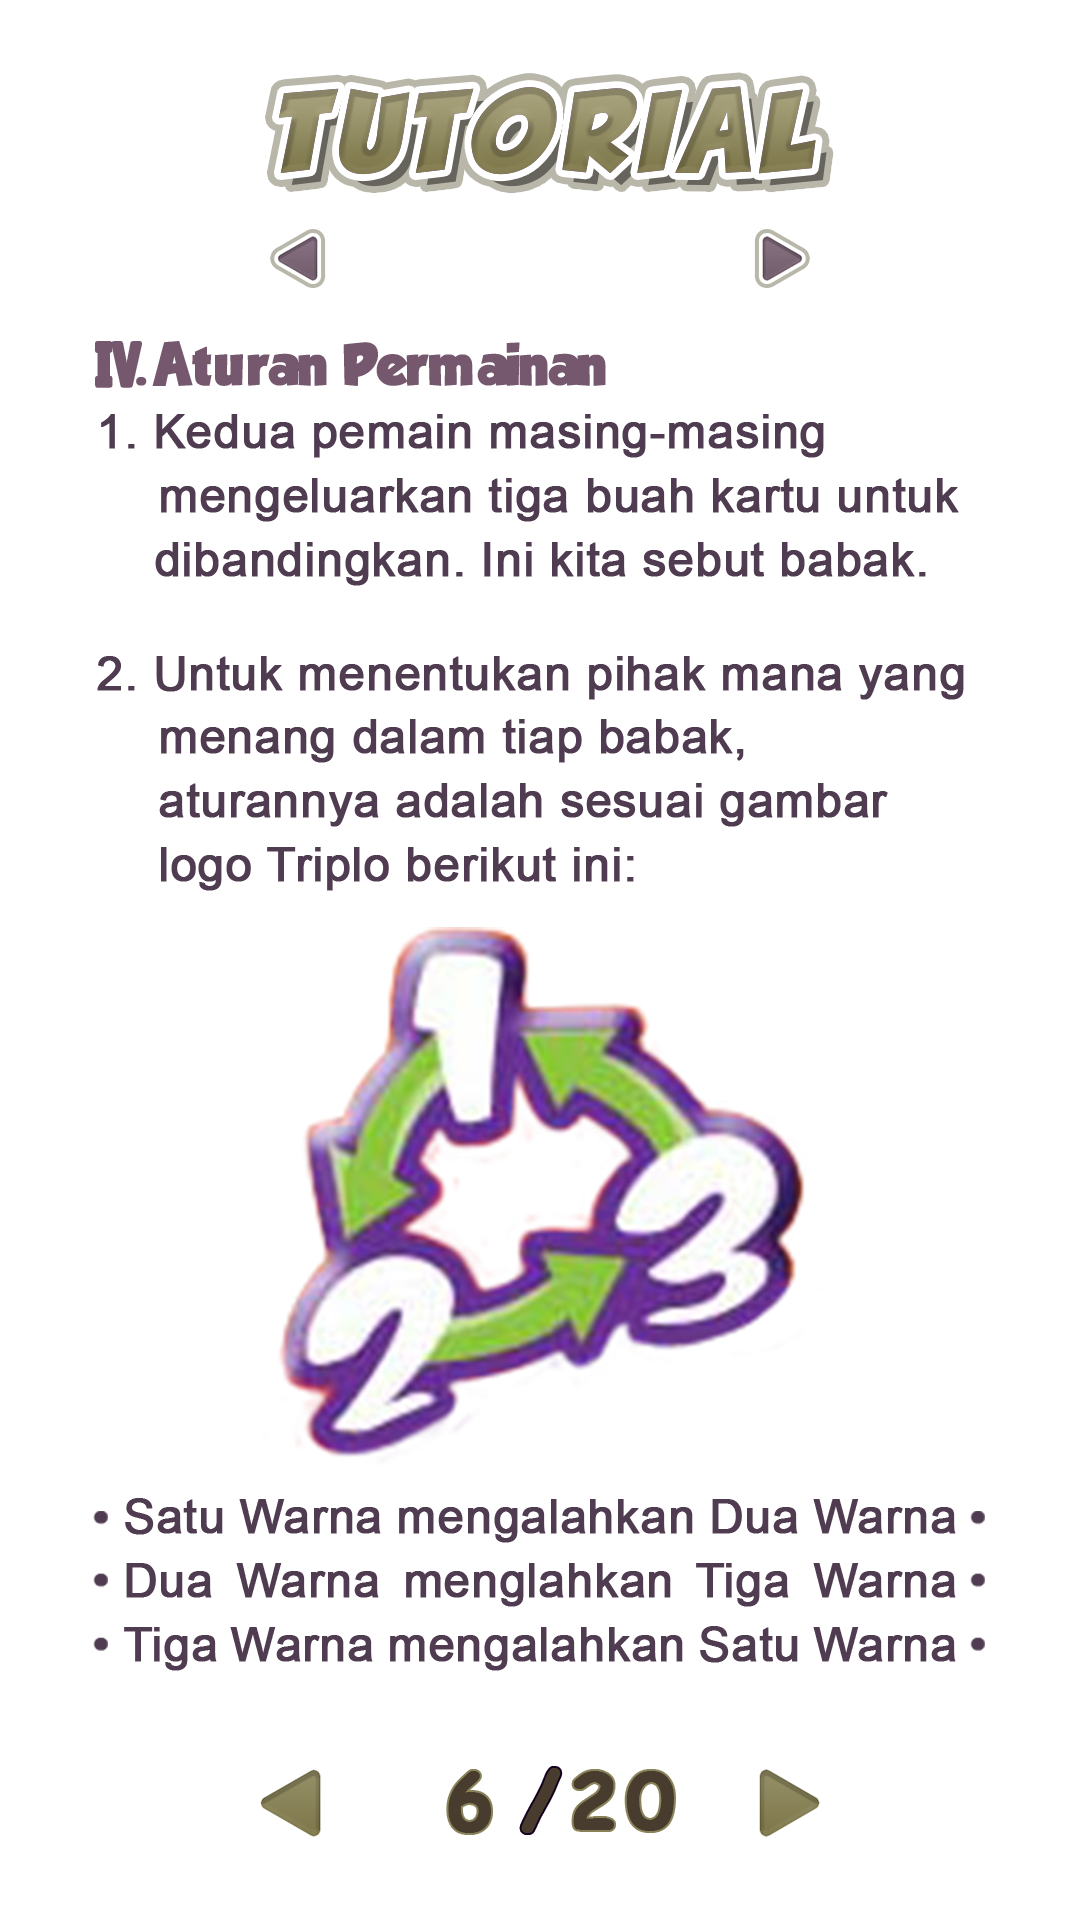 TUTORIAL
IV. Aturan Permainan
1. Kedua pemain masing-masing
mengeluarkan tiga buah kartu untuk
dibandingkan. Ini kita sebut babak.
2. Untuk menentukan pihak mana yang
menang dalam tiap babak,
aturannya adalah sesuai gambar
logo Triplo berikut ini:
1
3
2
• Satu Warna mengalahkan Dua Warna •
• Dua Warna menglahkan Tiga Warna •
• Tiga Warna mengalahkan Satu Warna •
6 /20